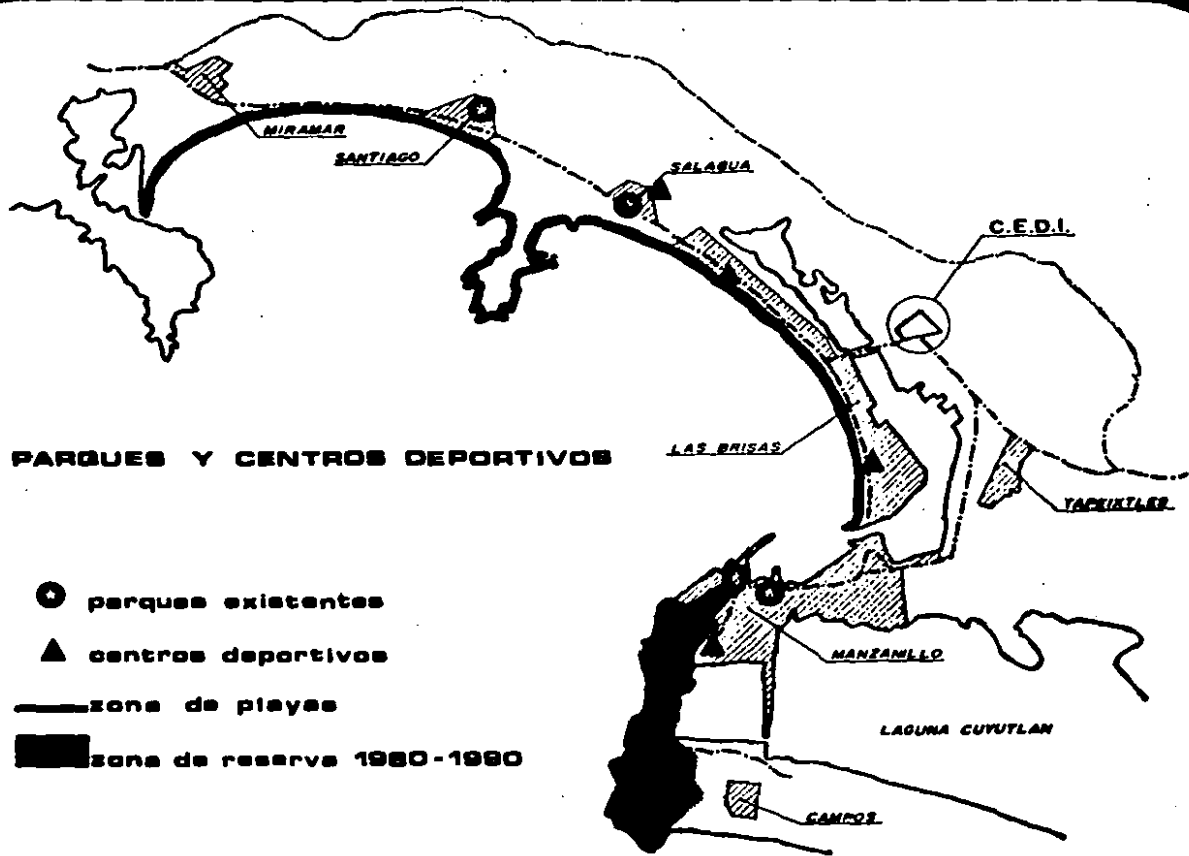 MIRAMAR
SANTIAGO
SALAGUA
C.E.D.I.
PARQUES Y CENTROS DEPORTIVOS
LAS BRISAS
TAPEIXTLES
parques existentes
centros deportivos
MANZANILLO
zona de playas
LAGUNA CUYUTLAN
zona de reserva 1980-1990
CAMPOS